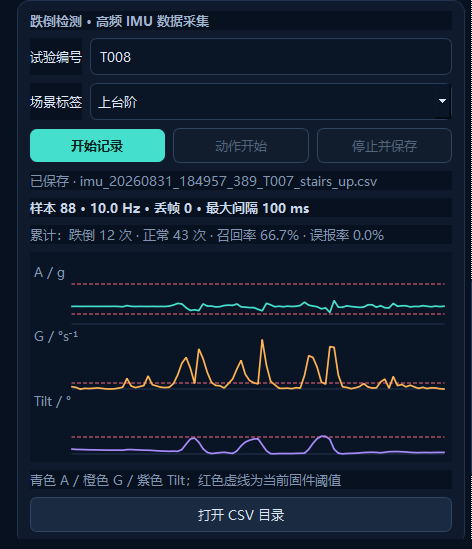 跌倒检测 • 高频 IMU 数据采集
试验编号 T008
场景标签 上台阶
开始记录 动作开始 停止并保存
已保存 · imu_20260831_184957_389_T007_stairs_up.csv
样本 88 • 10.0 Hz • 丢帧 0 • 最大间隔 100 ms
累计：跌倒 12 次 · 正常 43 次 · 召回率 66.7% · 误报率 0.0%
A / g
G / °s⁻¹
Tilt / °
青色 A / 橙色 G / 紫色 Tilt；红色虚线为当前固件阈值
打开 CSV 目录